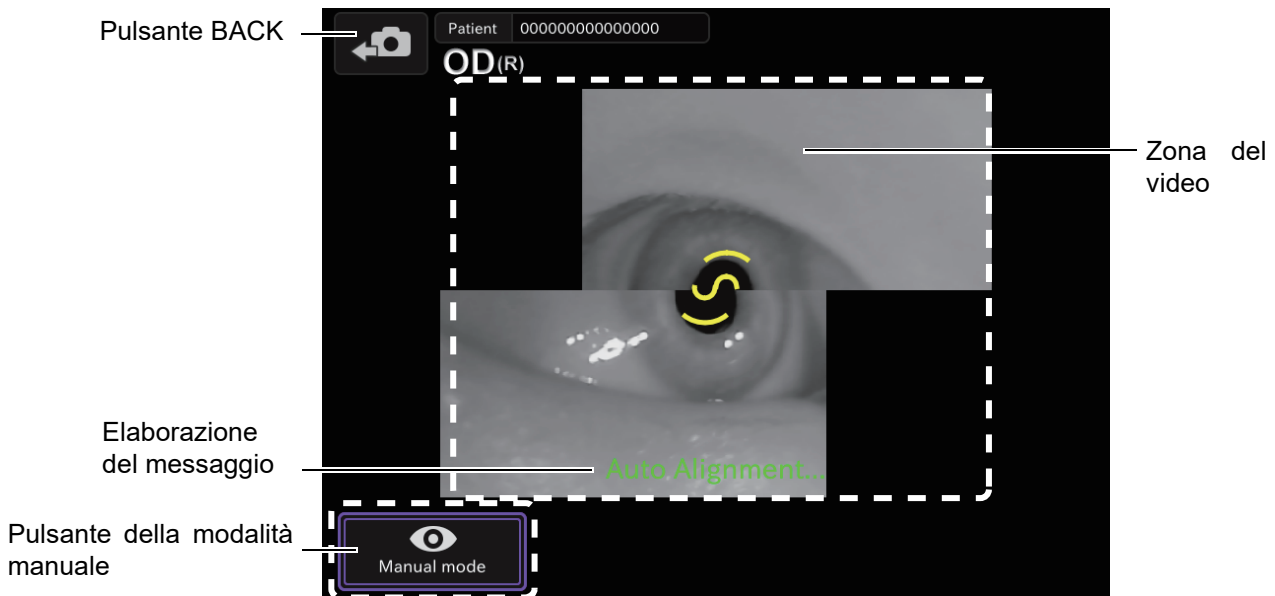 Pulsante BACK
Patient 000000000000000
OD(R)
Zona del
video
Elaborazione
del messaggio
Auto Alignment...
Pulsante della modalità
manuale
Manual mode